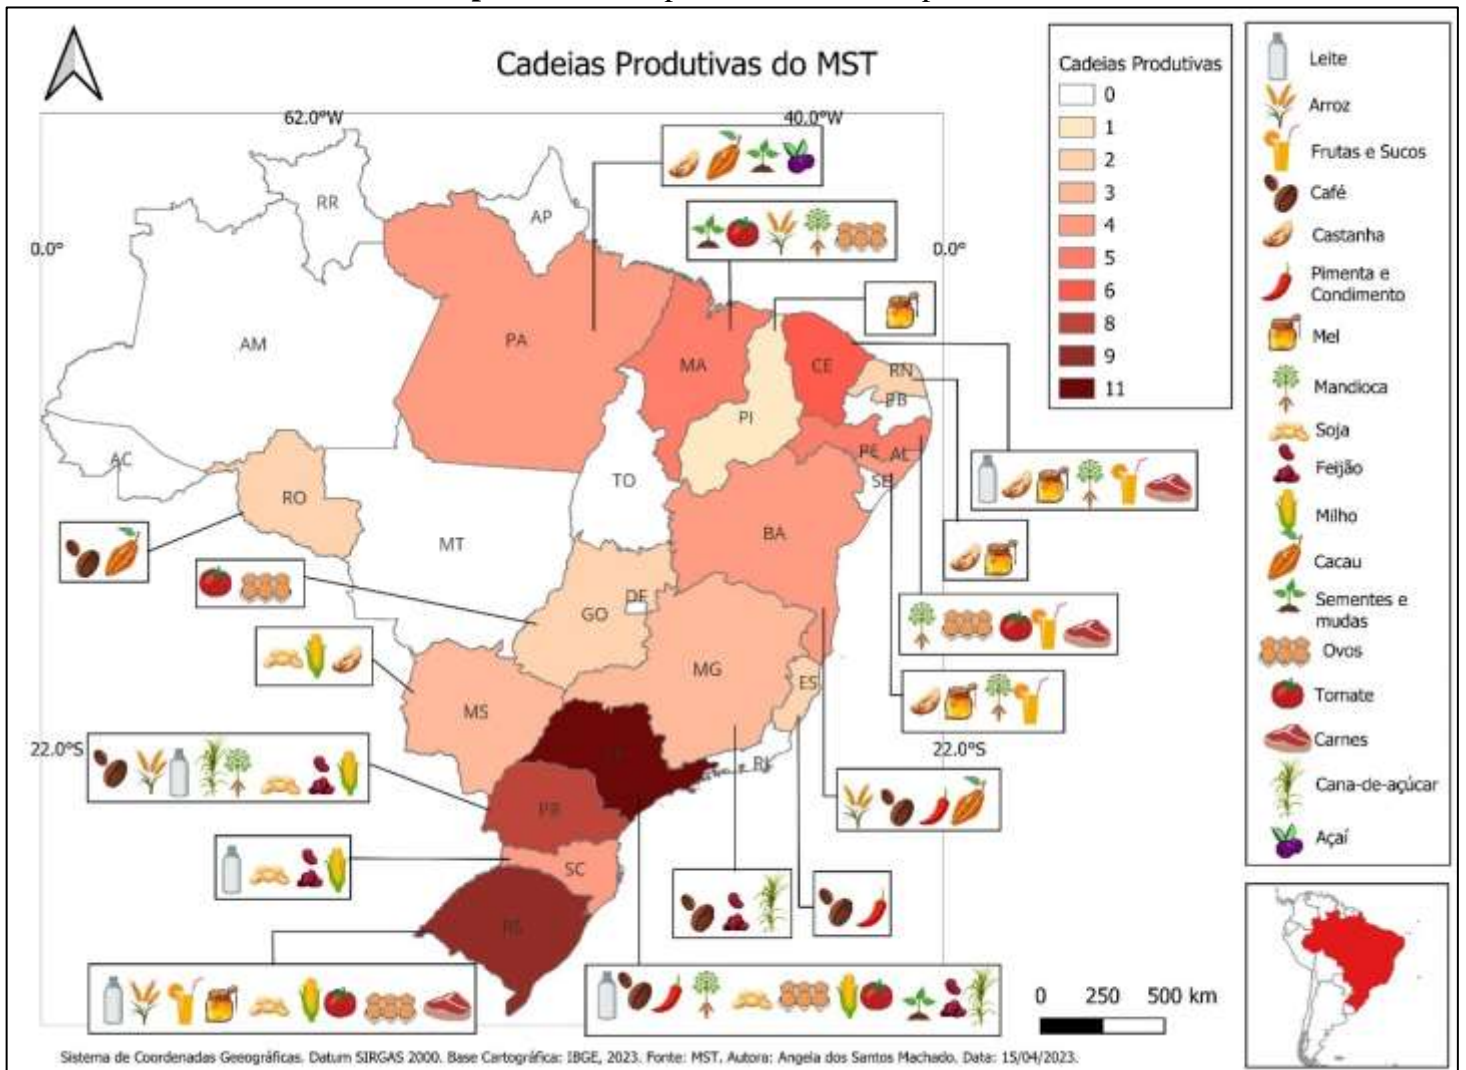 Cadeias Produtivas do MST
62.0°W
40.0°W
0.0°
0.0°
22.0°S
22.0°S
RR
AP
AM
PA
MA
CE
RN
PB
PI
PE
AL
SE
AC
RO
TO
BA
MT
DF
GO
MG
ES
MS
RJ
PR
SC
RS
Cadeias Produtivas
0
1
2
3
4
5
6
8
9
11
Leite
Arroz
Frutas e Sucos
Café
Castanha
Pimenta e
Condimento
Mel
Mandioca
Soja
Feijão
Milho
Cacau
Sementes e
mudas
Ovos
Tomate
Carnes
Cana-de-açúcar
Açaí
0 250 500 km
Sistema de Coordenadas Geeográficas. Datum SIRGAS 2000. Base Cartográfica: IBGE, 2023. Fonte: MST. Autora: Angela dos Santos Machado. Data: 15/04/2023.